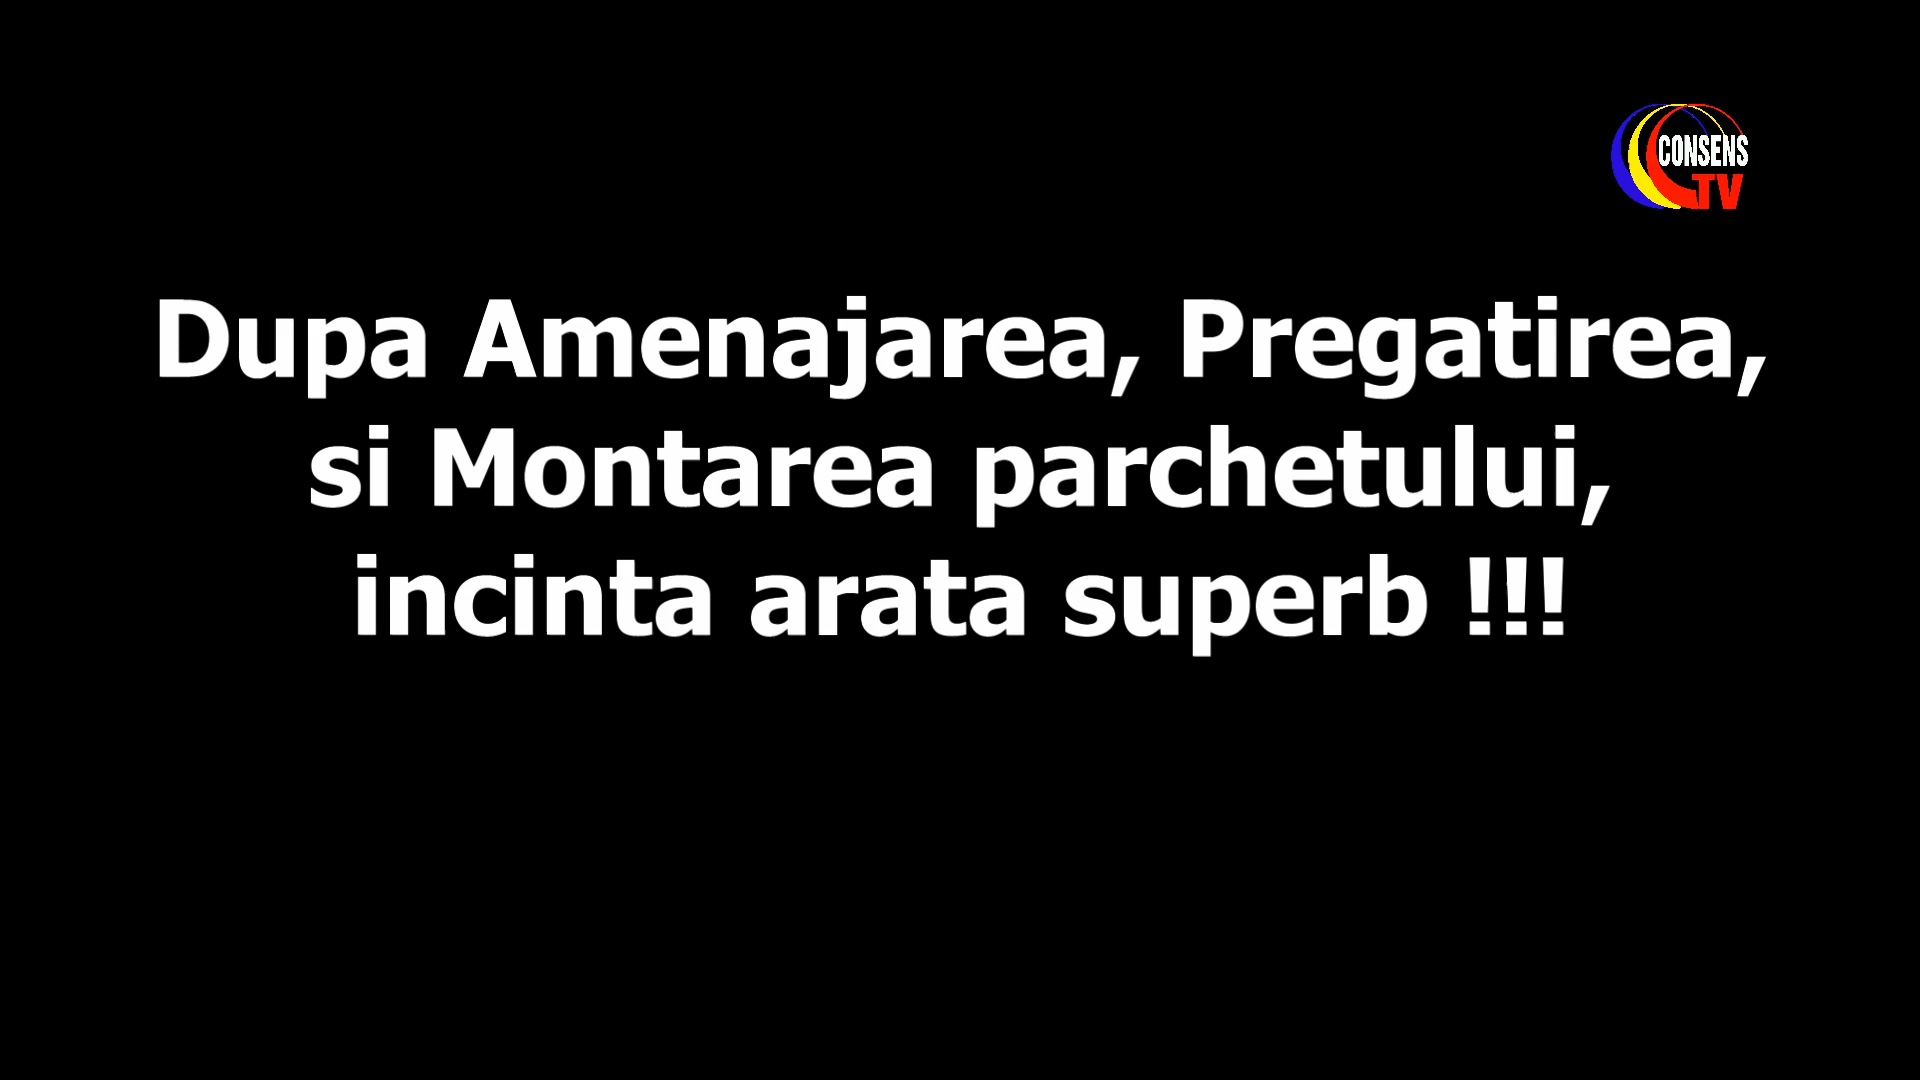 CONSENS
TV
Dupa Amenajarea, Pregatirea,
si Montarea parchetului,
incinta arata superb !!!